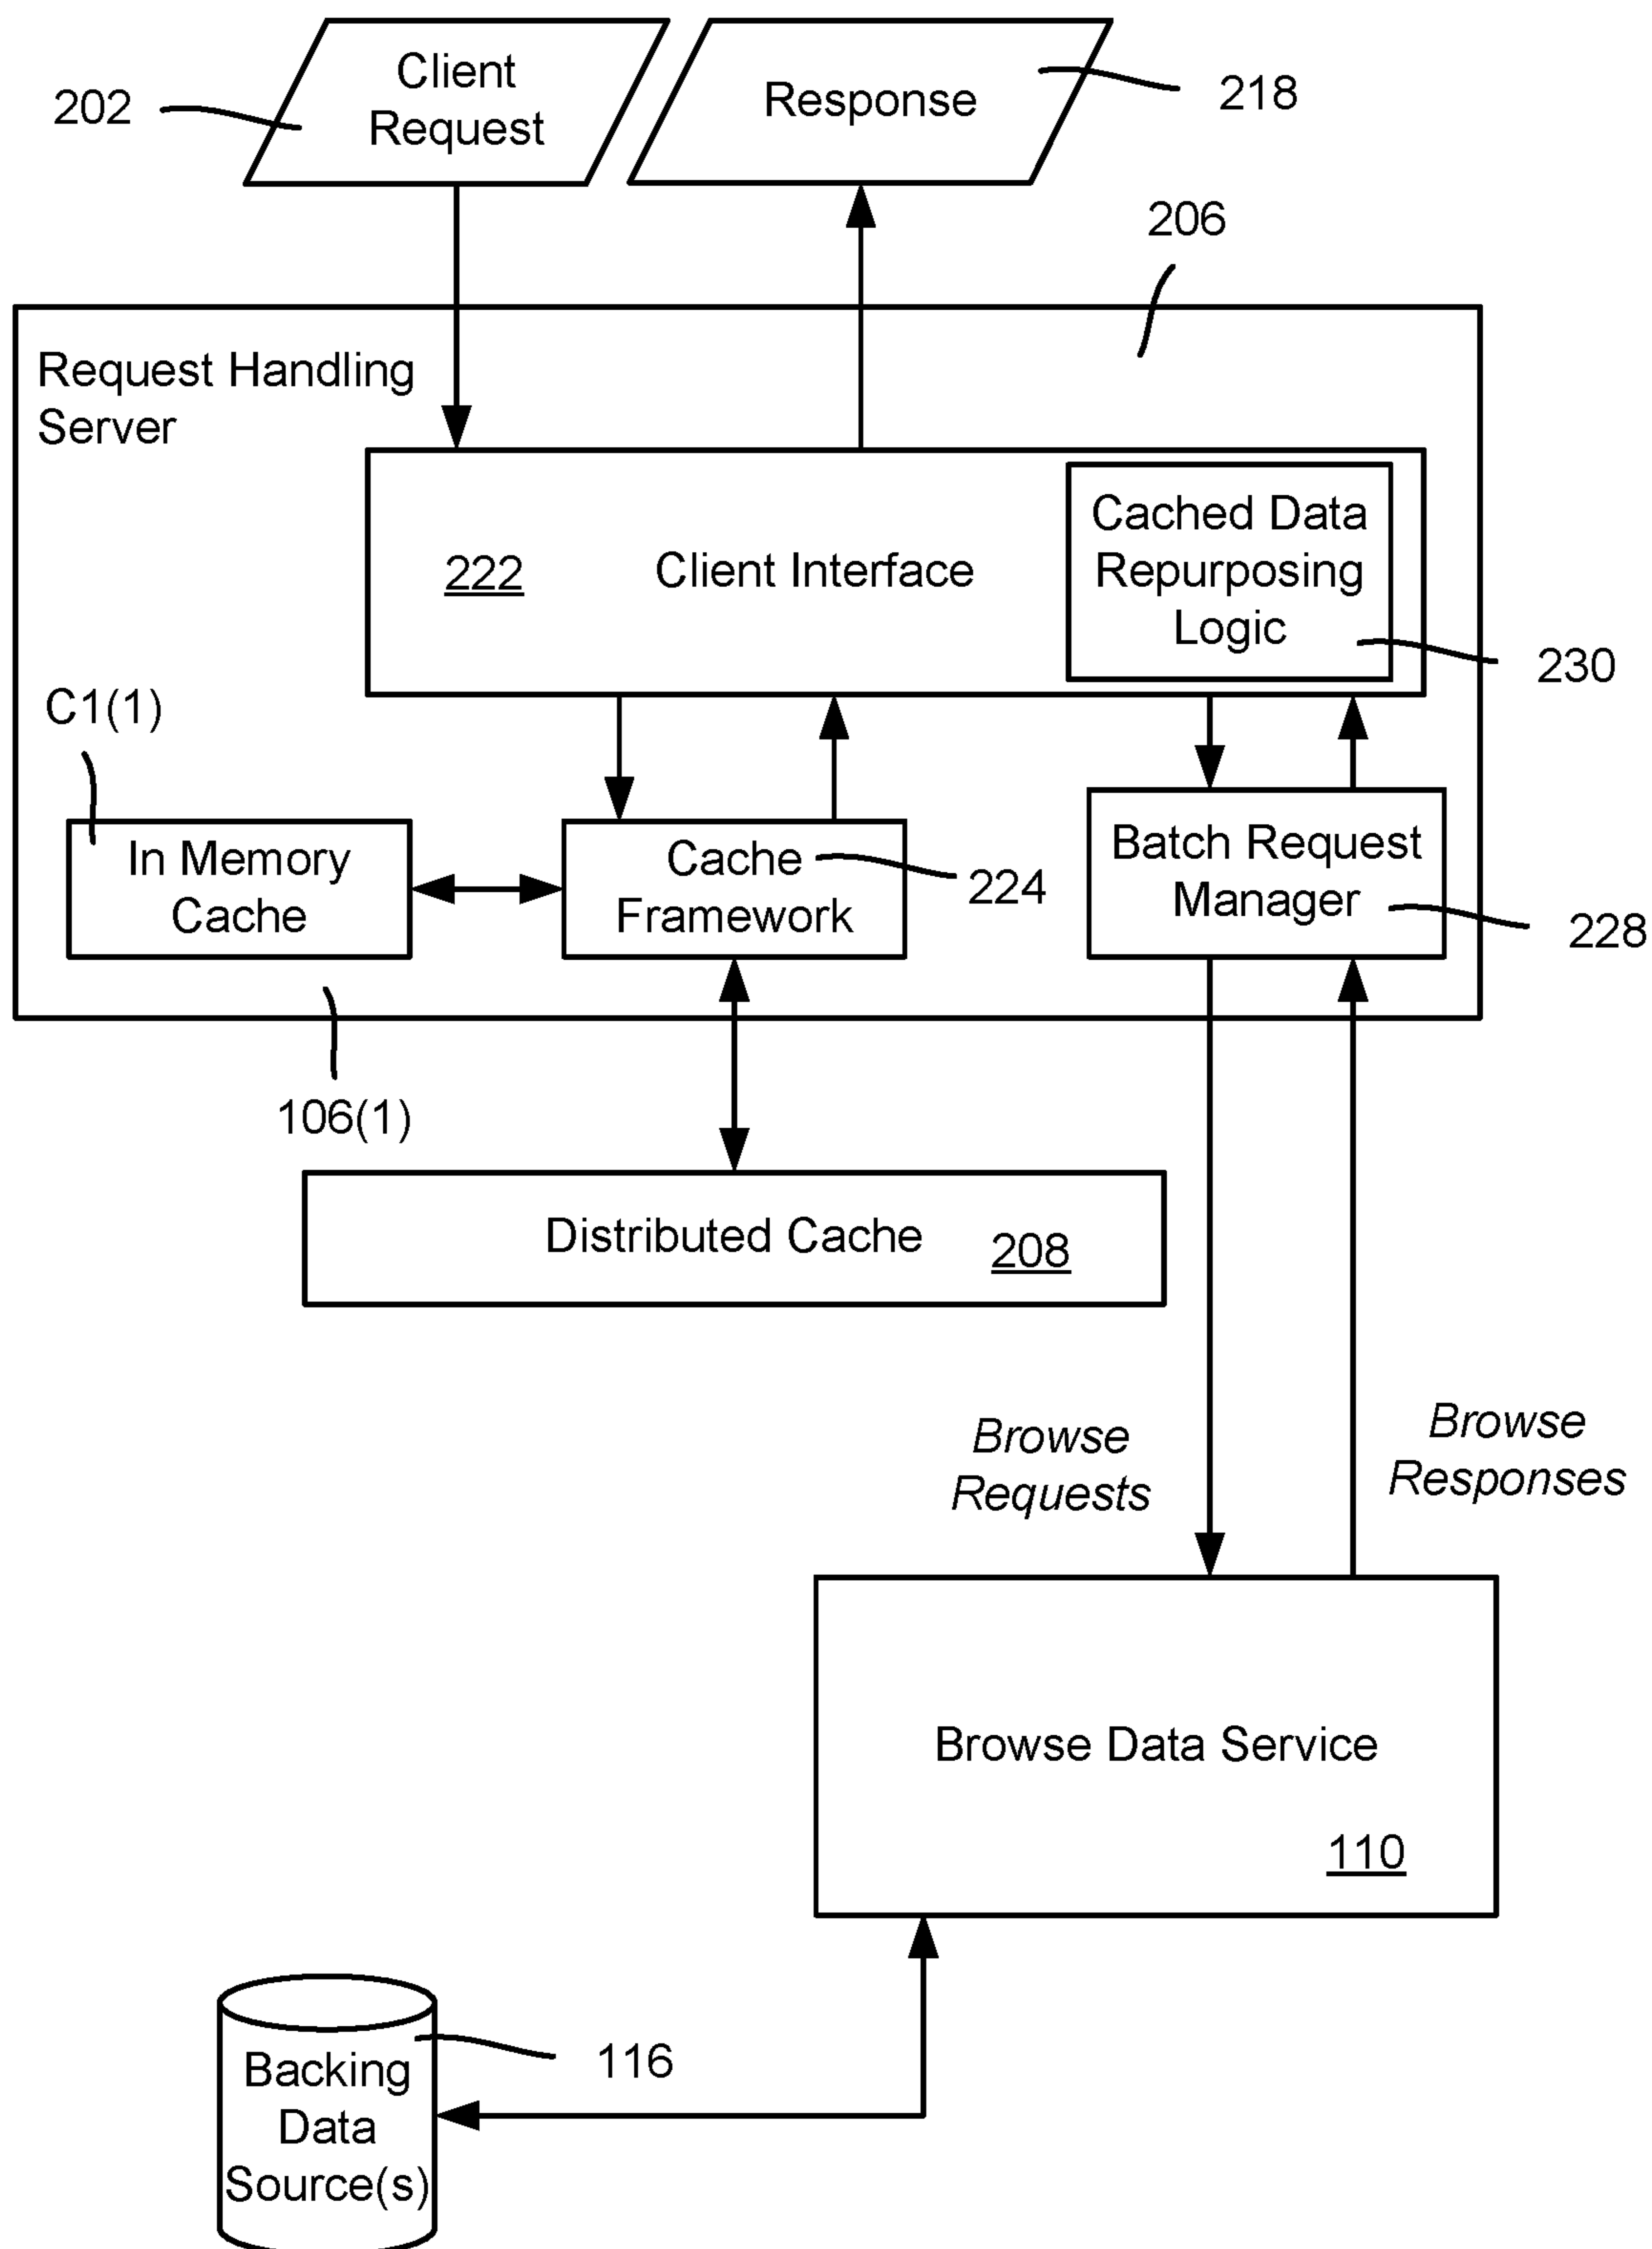 Client
Request
202
Response
218
206
Request Handling
Server
222
Client Interface
Cached Data
Repurposing
Logic
230
C1(1)
In Memory
Cache
Cache
Framework
224
Batch Request
Manager
228
106(1)
Distributed Cache
208
Browse
Requests
Browse
Responses
Browse Data Service
110
116
Backing
Data
Source(s)